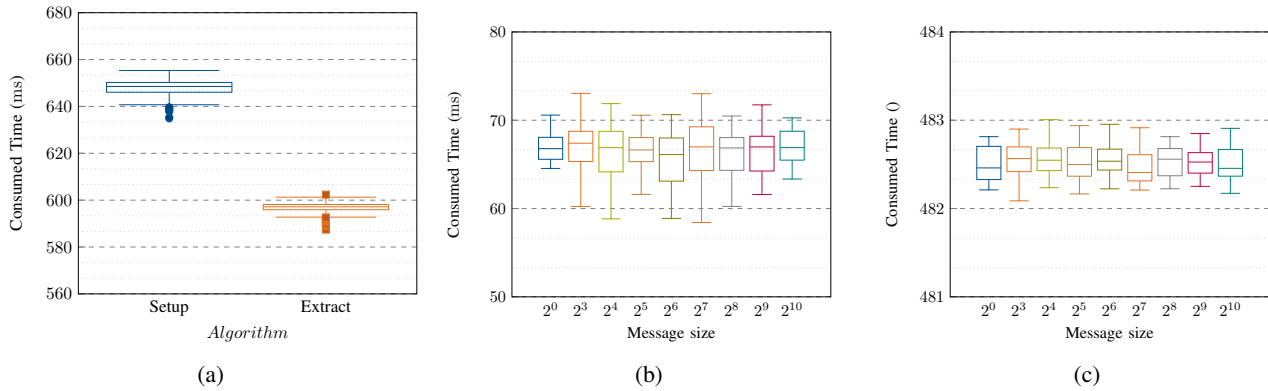 680
660
640
620
600
580
560
Consumed Time (ms)
Setup Extract
Algorithm
(a)
80
70
60
50
Consumed Time (ms)
2^0 2^3 2^4 2^5 2^6 2^7 2^8 2^9 2^10
Message size
(b)
484
483
482
481
Consumed Time ()
2^0 2^3 2^4 2^5 2^6 2^7 2^8 2^9 2^10
Message size
(c)